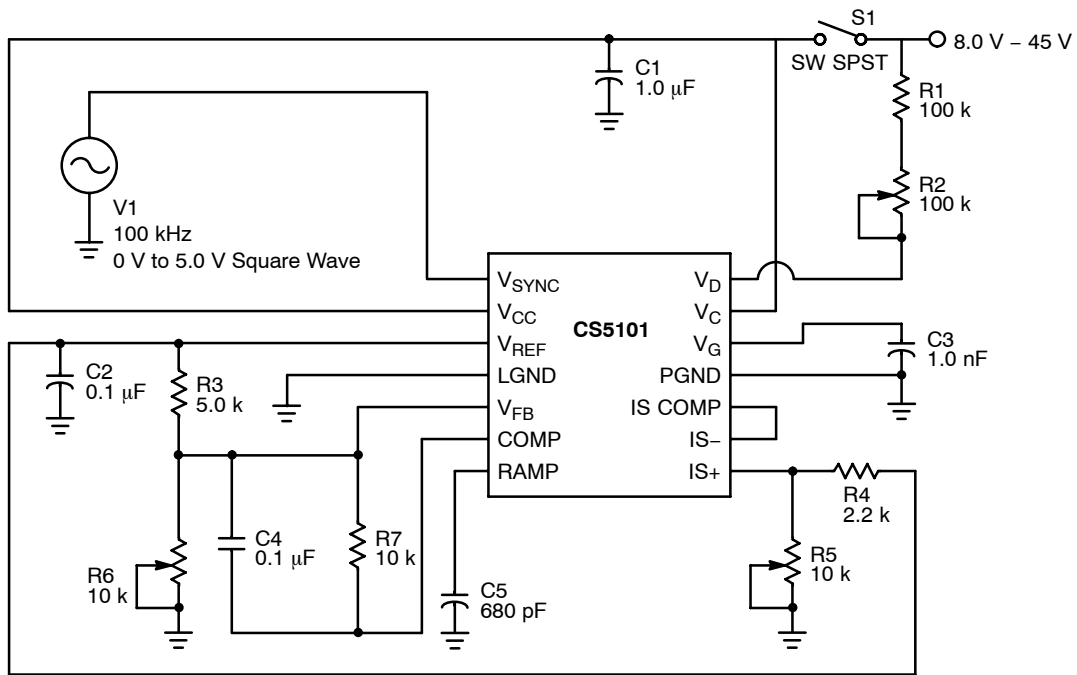 S1
8.0 V – 45 V
SW SPST
C1
1.0 μF
R1
100 k
R2
100 k
V1
100 kHz
0 V to 5.0 V Square Wave
CS5101
VSYNC
VCC
VREF
LGND
VFB
COMP
RAMP
VD
VC
VG
PGND
IS COMP
IS–
IS+
C3
1.0 nF
C2
0.1 μF
R3
5.0 k
R4
2.2 k
C4
0.1 μF
R7
10 k
R6
10 k
C5
680 pF
R5
10 k